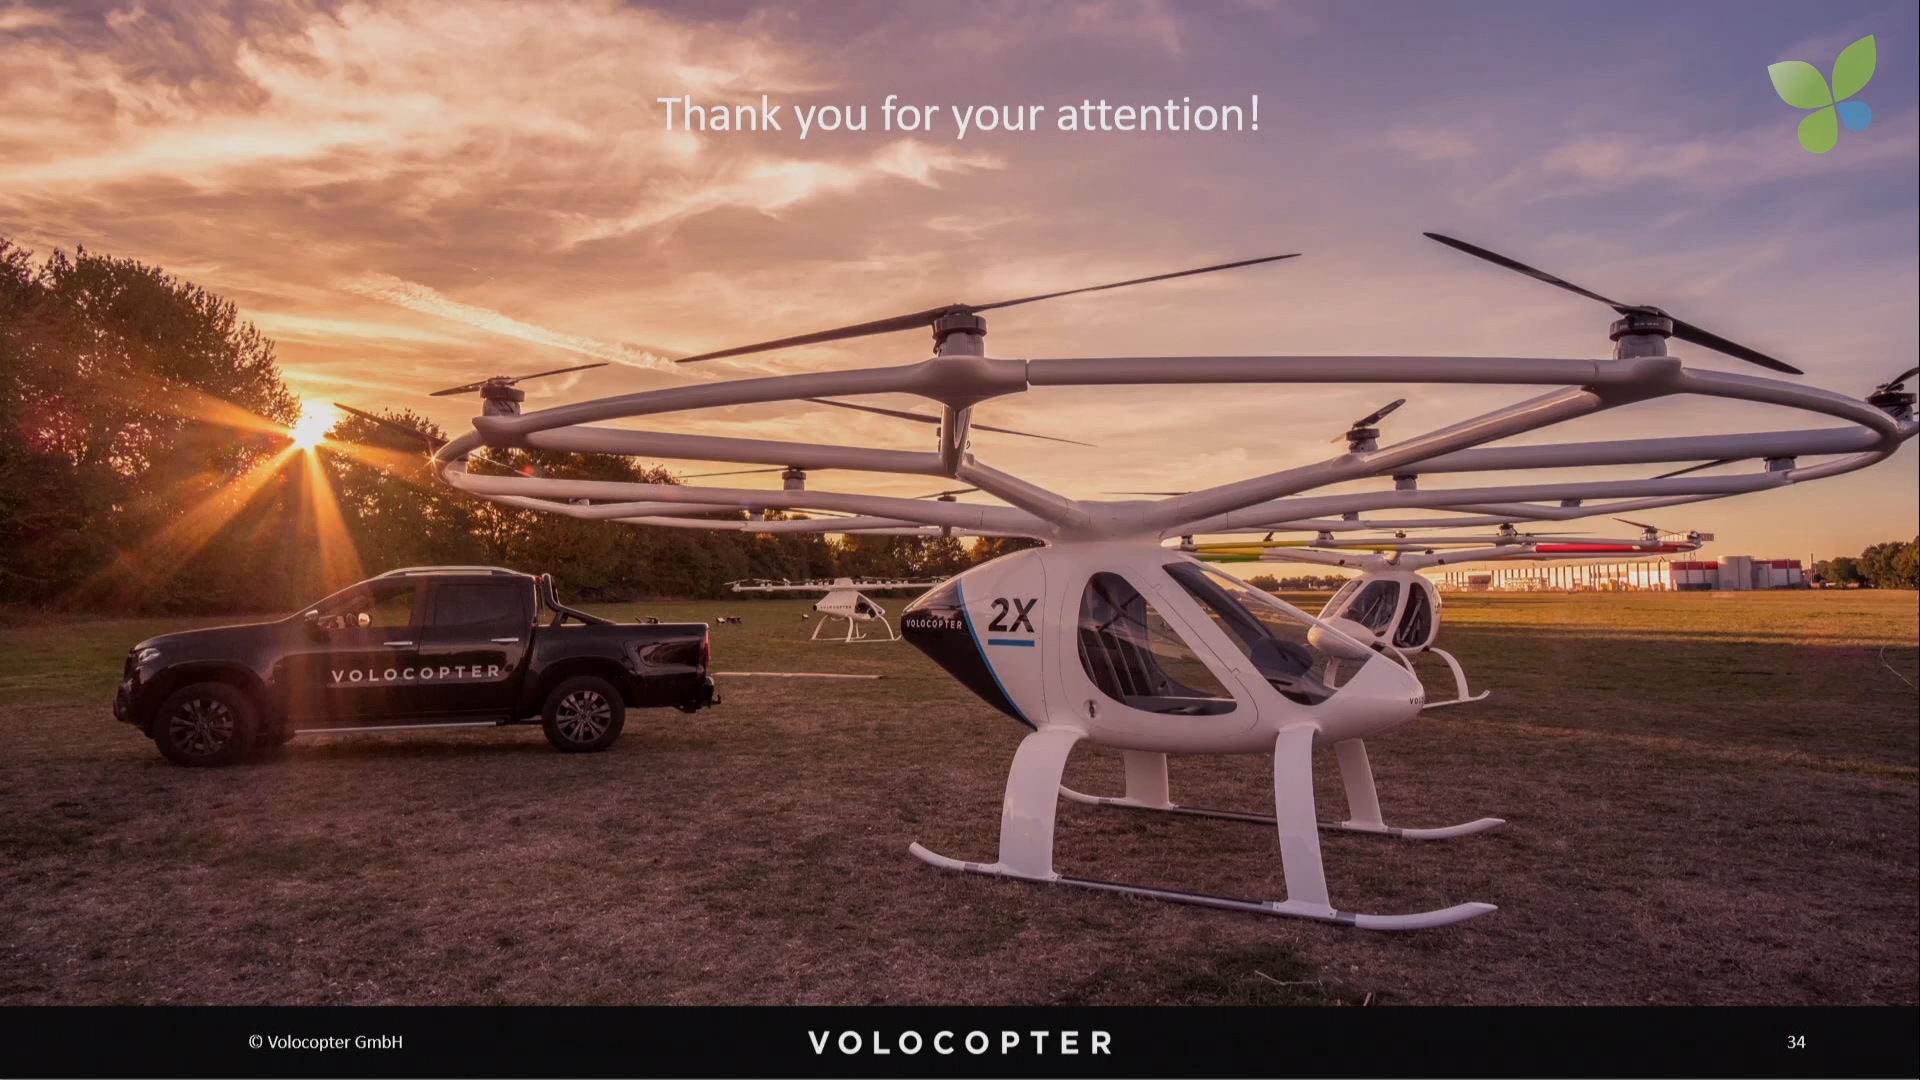 Thank you for your attention!
2X
VOLOCOPTER
VOLOCOPTER
© Volocopter GmbH
VOLOCOPTER
34